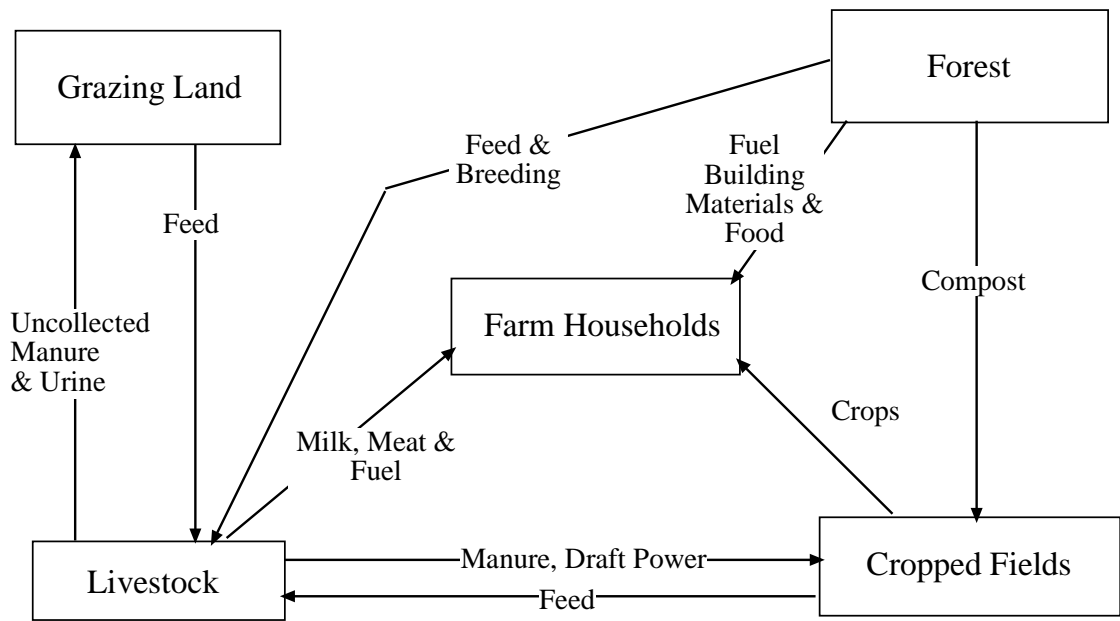 Grazing Land
Forest
Feed &
Breeding
Fuel
Building
Materials &
Food
Feed
Compost
Uncollected
Manure
& Urine
Farm Households
Crops
Milk, Meat &
Fuel
Manure, Draft Power
Livestock
Cropped Fields
Feed